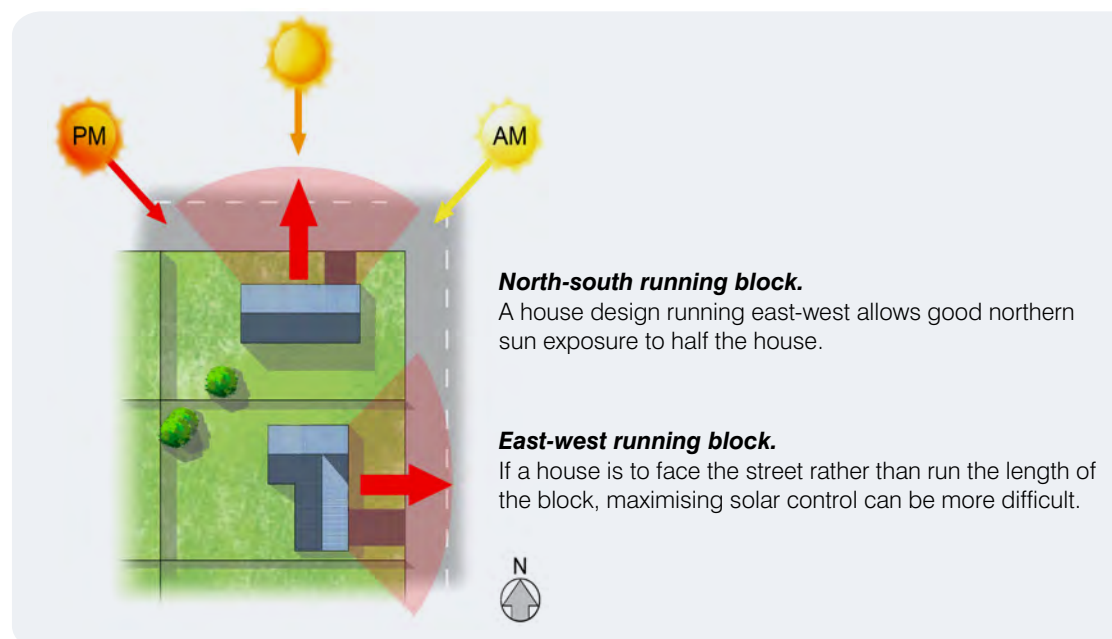 PM
AM
North-south running block.
A house design running east-west allows good northern
sun exposure to half the house.
East-west running block.
If a house is to face the street rather than run the length of
the block, maximising solar control can be more difficult.
N